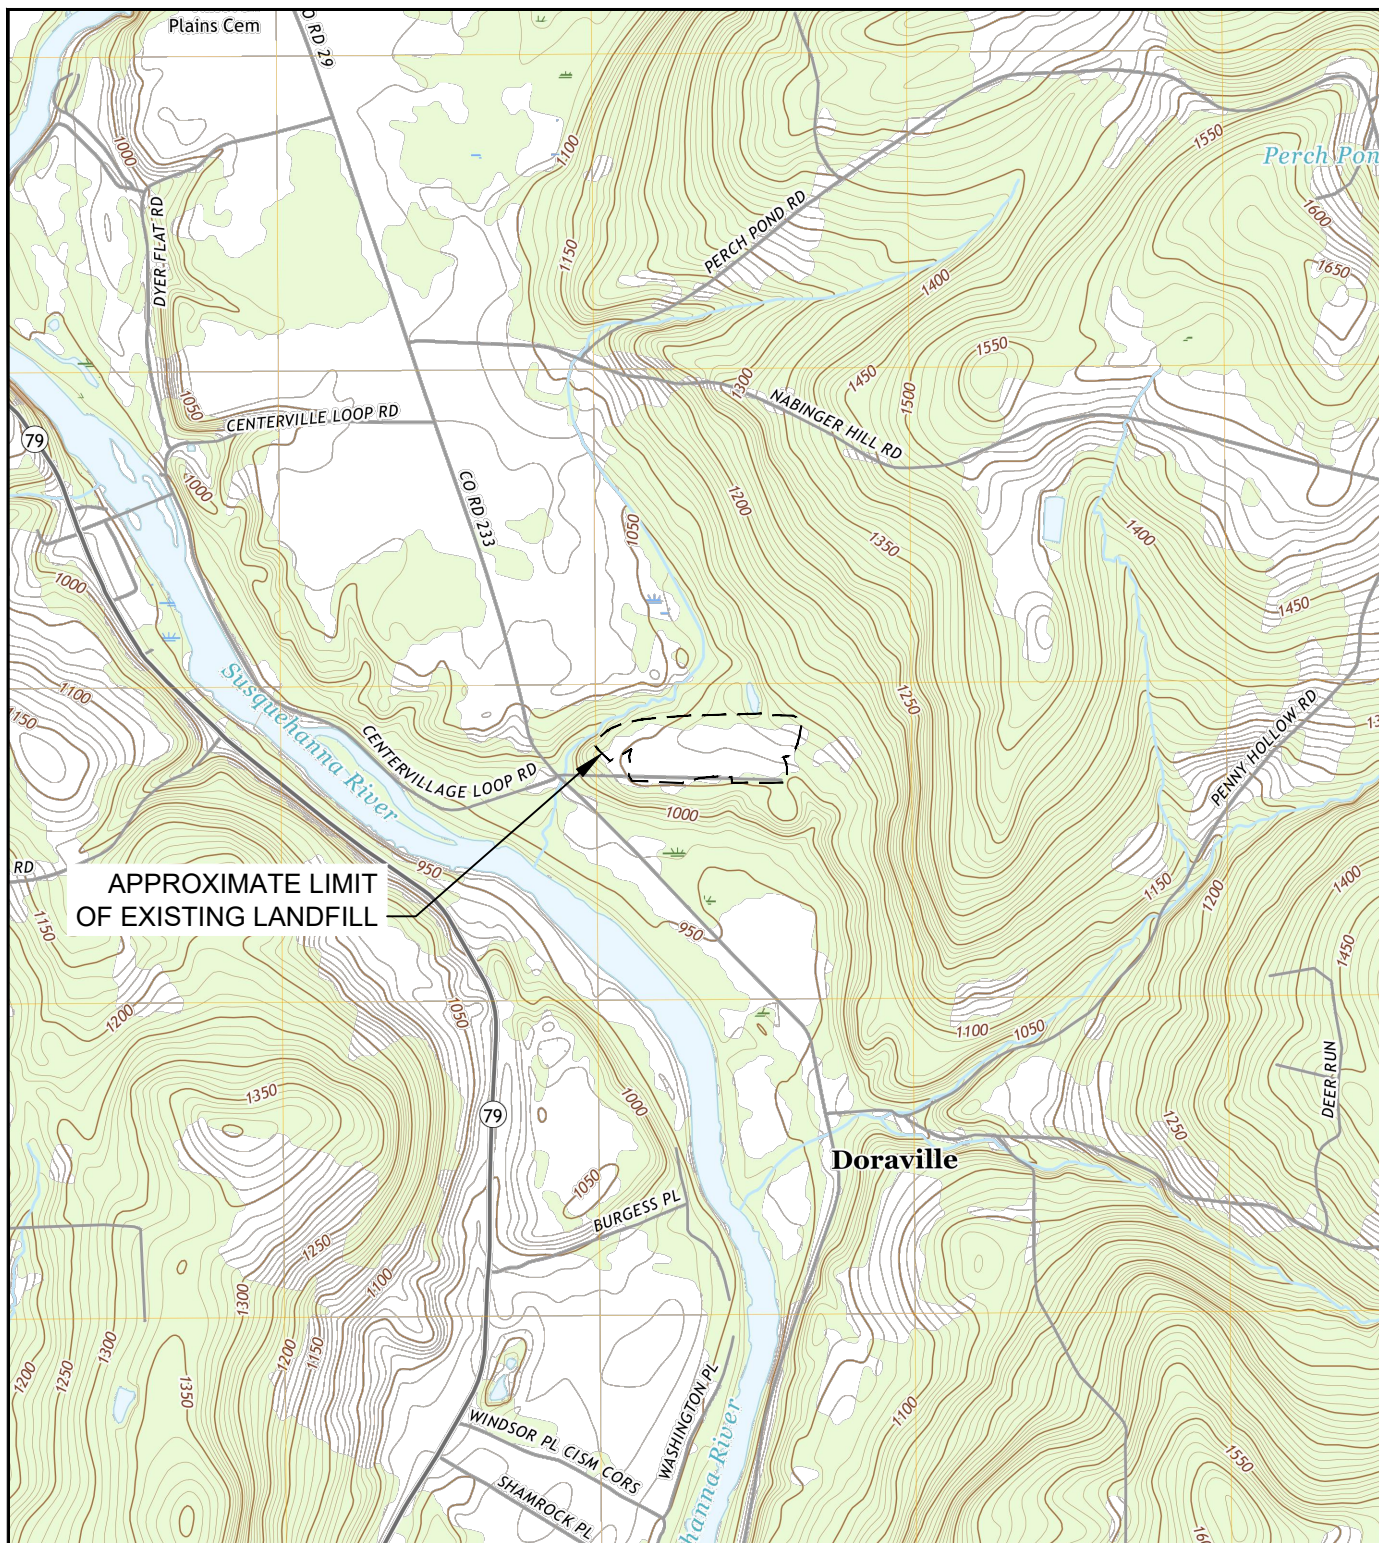 Plains Cem
O RD 29
1000
1100
1550
Perch Pon
DYER FLAT RD
PERCH POND RD
1600
1150
1650
1400
1550
1300
1450
1500
1050
CENTERVILLE LOOP RD
NABINGER HILL RD
79
1000
CO RD 233
1200
1050
1350
1400
1000
1450
1100
1150
Susquehanna River
1250
CENTERVILLAGE LOOP RD
PENNY HOLLOW RD
13
1000
RD
950
APPROXIMATE LIMIT
OF EXISTING LANDFILL
1150
1200
1400
1150
950
1450
1200
1050
1100
1050
1350
1000
79
DEER RUN
1250
Doraville
1050
BURGESS PL
1250
1100
1300
1200
1150
1300
1250
1200
1350
WASHINGTON PL
1100
WINDSOR PL CISM CORS
1550
SHAMROCK PL
hanna River
160